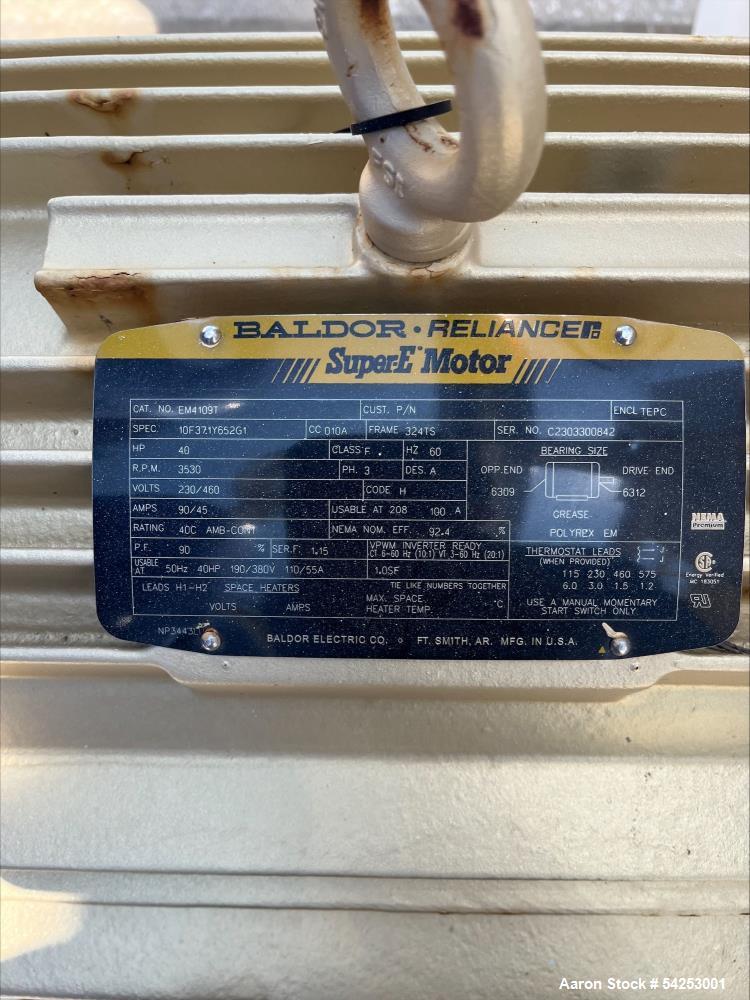 BALDOR · RELIANCE
Super-E Motor
CAT. NO. EM4109T CUST. P/N ENCL TEFC
SPEC. 10F371Y652G1 CC 010A FRAME 324TS SER. NO. C2303300842
HP 40 CLASS F HZ 60 BEARING SIZE
R.P.M. 3530 PH. 3 DES. A OPP.END DRIVE END
VOLTS 230/460 CODE H 6309 6312
AMPS 90/45 USABLE AT 208 100 A GREASE
RATING 40C AMB-CONT NEMA NOM. EFF. 92.4 % POLYREX EM
P.F. 90 % SER.F. 1.15 VPWM INVERTER READY
CT 6-60 HZ (10:1) VT 3-60 HZ (20:1)
USABLE AT 50Hz 40HP 190/380V 110/55A 1.0SF
THERMOSTAT LEADS J J
(WHEN PROVIDED)
115 230 460 575
6.0 3.0 1.5 1.2
LEADS H1-H2 SPACE HEATERS TIE LIKE NUMBERS TOGETHER
VOLTS AMPS MAX. SPACE HEATER TEMP. °C
USE A MANUAL MOMENTARY
START SWITCH ONLY
NEMA
Premium
Energy Verified
MC 183051
BALDOR ELECTRIC CO. FT. SMITH, AR. MFG. IN U.S.A.
Aaron Stock # 54253001